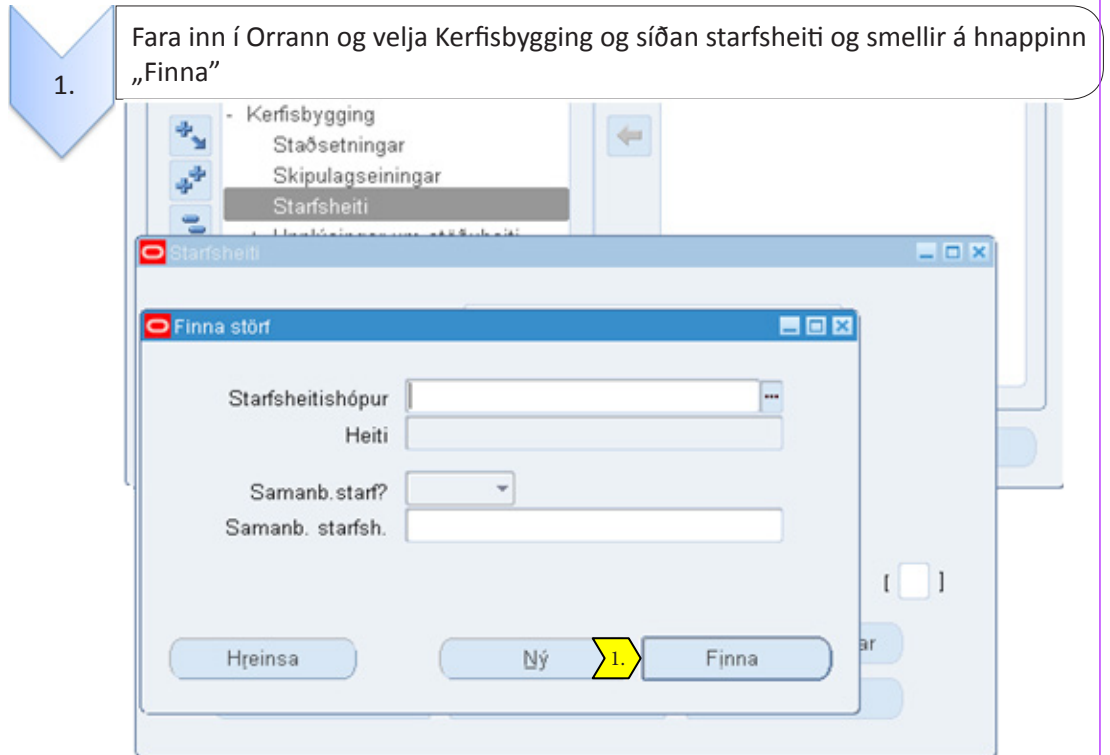 1.
Fara inn í Orrann og velja Kerfisbygging og síðan starfsheiti og smellir á hnappinn
„Finna”
- Kerfisbygging
Staðsetningar
Skipulagseiningar
Starfsheiti
Starfsheiti
Finna störf
Starfsheitishópur
Heiti
Samanb.starf?
Samanb. starfsh.
[ ]
Hreinsa
Ný
1.
Finna
ar